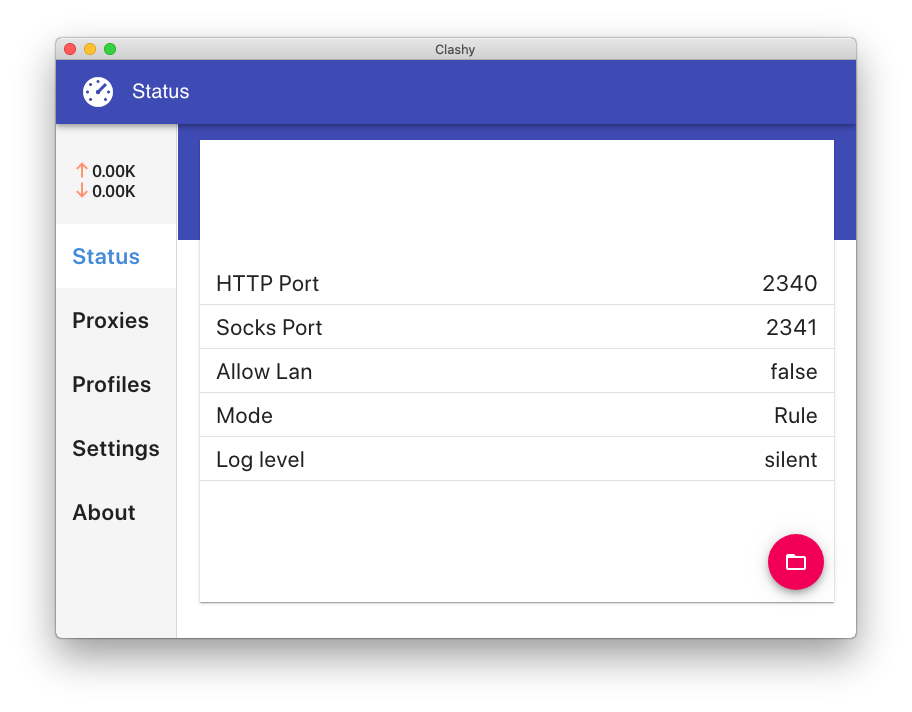 Clashy
Status
0.00K
0.00K
Status
Proxies
Profiles
Settings
About
HTTP Port 2340
Socks Port 2341
Allow Lan false
Mode Rule
Log level silent